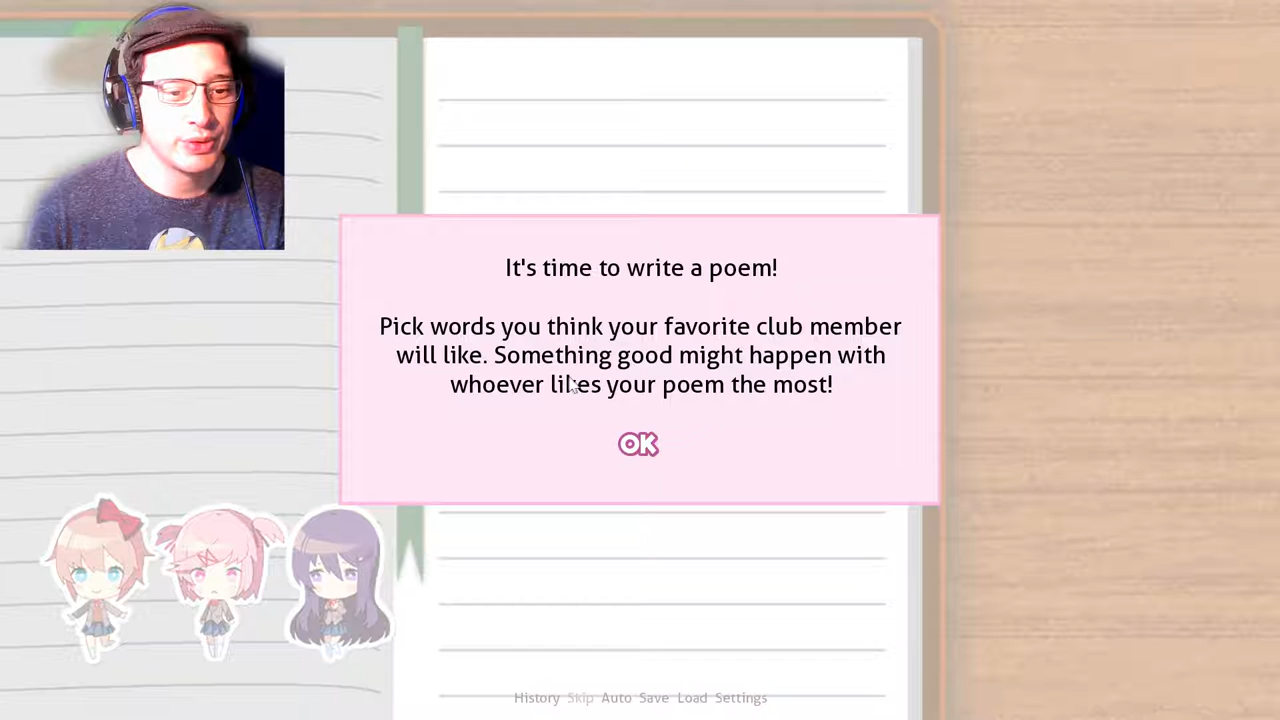 It's time to write a poem!
Pick words you think your favorite club member
will like. Something good might happen with
whoever likes your poem the most!
OK
History Skip Auto Save Load Settings